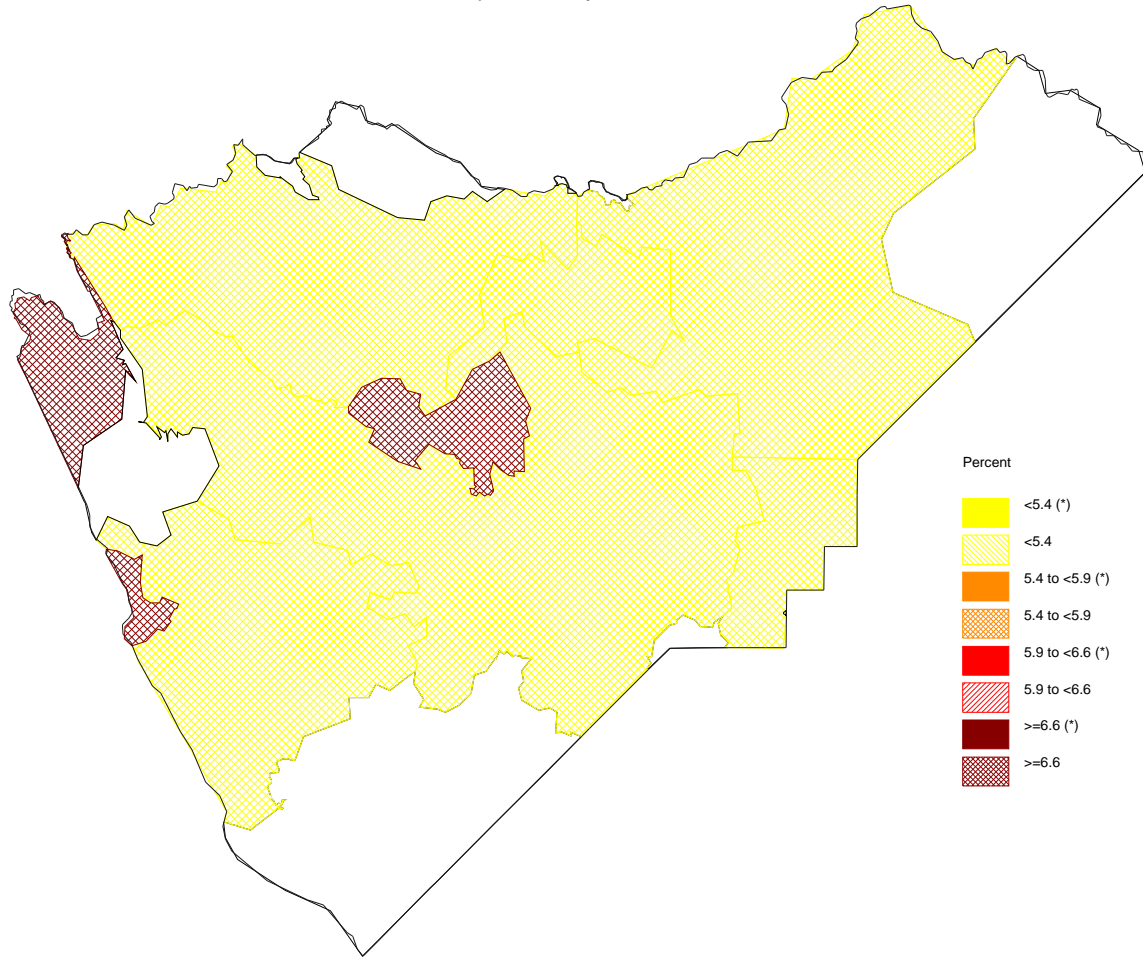 Percent
<5.4 (*)
<5.4
5.4 to <5.9 (*)
5.4 to <5.9
5.9 to <6.6 (*)
5.9 to <6.6
>=6.6 (*)
>=6.6